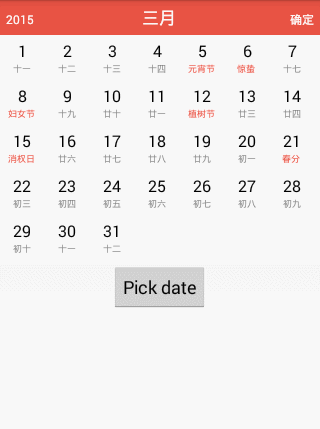 2015 三月 确定
1 2 3 4 5 6 7
十一 十二 十三 十四 元宵节 惊蛰 十七
8 9 10 11 12 13 14
妇女节 十九 廿十 廿一 植树节 廿三 廿四
15 16 17 18 19 20 21
消权日 廿六 廿七 廿八 廿九 初一 春分
22 23 24 25 26 27 28
初三 初四 初五 初六 初七 初八 初九
29 30 31
初十 十一 十二
Pick date